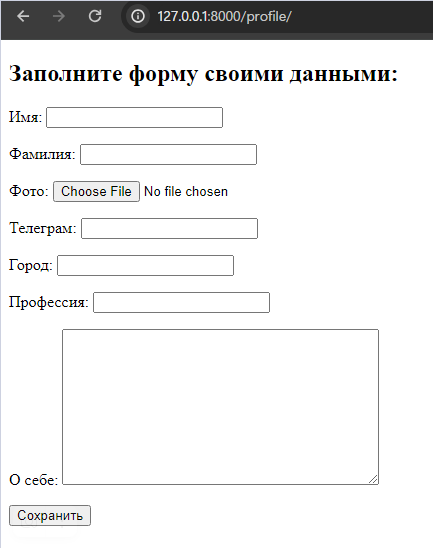 127.0.0.1:8000/profile/
Заполните форму своими данными:
Имя:
Фамилия:
Фото: Choose File No file chosen
Телеграм:
Город:
Профессия:
О себе:
Сохранить